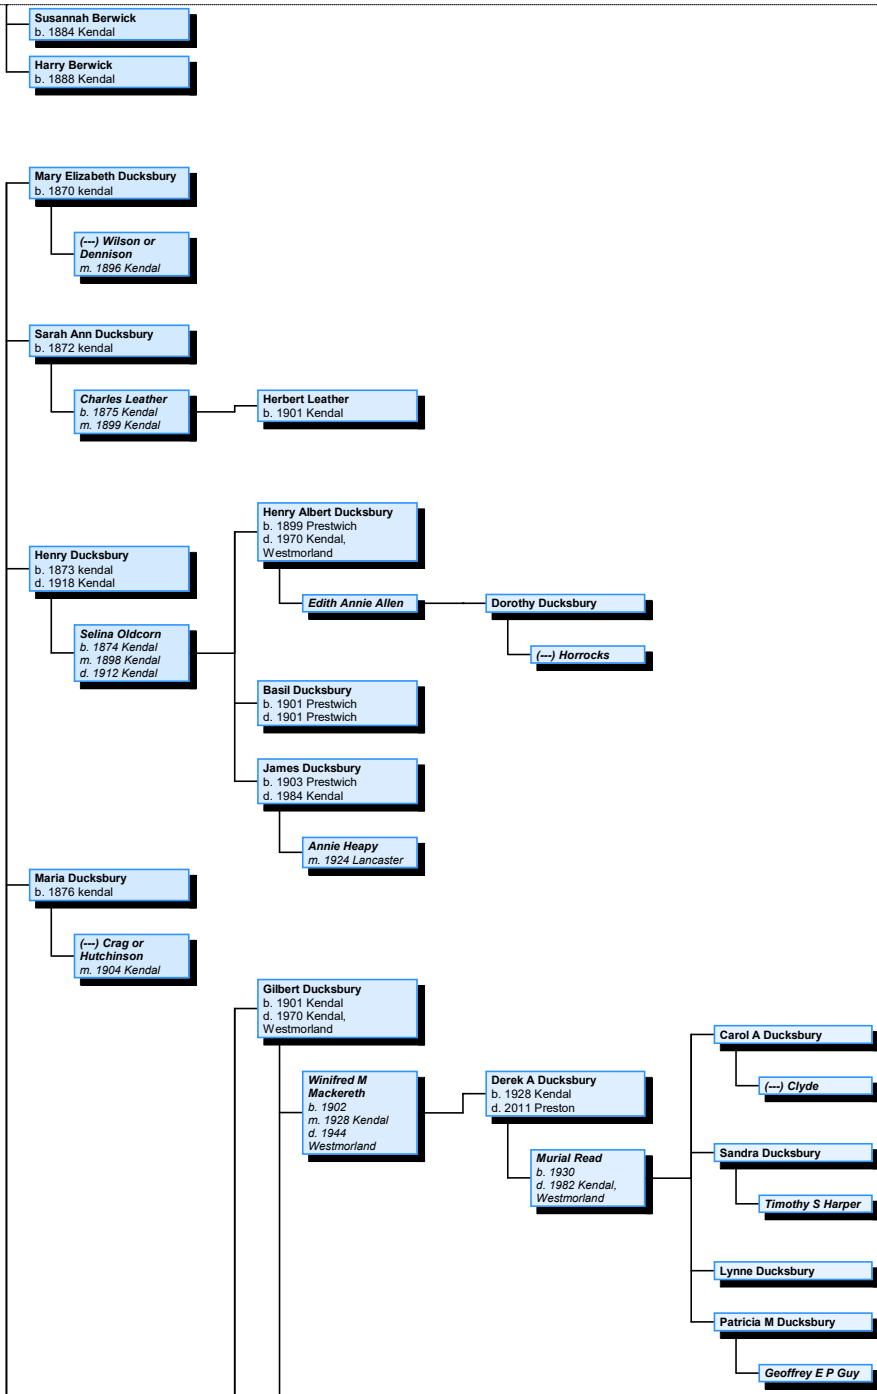 Susannah Berwick
b. 1884 Kendal
Harry Berwick
b. 1888 Kendal
Mary Elizabeth Ducksbury
b. 1870 kendal
(---) Wilson or
Dennison
m. 1896 Kendal
Sarah Ann Ducksbury
b. 1872 kendal
Charles Leather
b. 1875 Kendal
m. 1899 Kendal
Herbert Leather
b. 1901 Kendal
Henry Ducksbury
b. 1873 kendal
d. 1918 Kendal
Selina Oldcorn
b. 1874 Kendal
m. 1898 Kendal
d. 1912 Kendal
Henry Albert Ducksbury
b. 1899 Prestwich
d. 1970 Kendal,
Westmorland
Edith Annie Allen
Dorothy Ducksbury
(---) Horrocks
Basil Ducksbury
b. 1901 Prestwich
d. 1901 Prestwich
James Ducksbury
b. 1903 Prestwich
d. 1984 Kendal
Annie Heapy
m. 1924 Lancaster
Maria Ducksbury
b. 1876 kendal
(---) Crag or
Hutchinson
m. 1904 Kendal
Gilbert Ducksbury
b. 1901 Kendal
d. 1970 Kendal,
Westmorland
Winifred M
Mackereth
b. 1902
m. 1928 Kendal
d. 1944
Westmorland
Derek A Ducksbury
b. 1928 Kendal
d. 2011 Preston
Murial Read
b. 1930
d. 1982 Kendal,
Westmorland
Carol A Ducksbury
(---) Clyde
Sandra Ducksbury
Timothy S Harper
Lynne Ducksbury
Patricia M Ducksbury
Geoffrey E P Guy